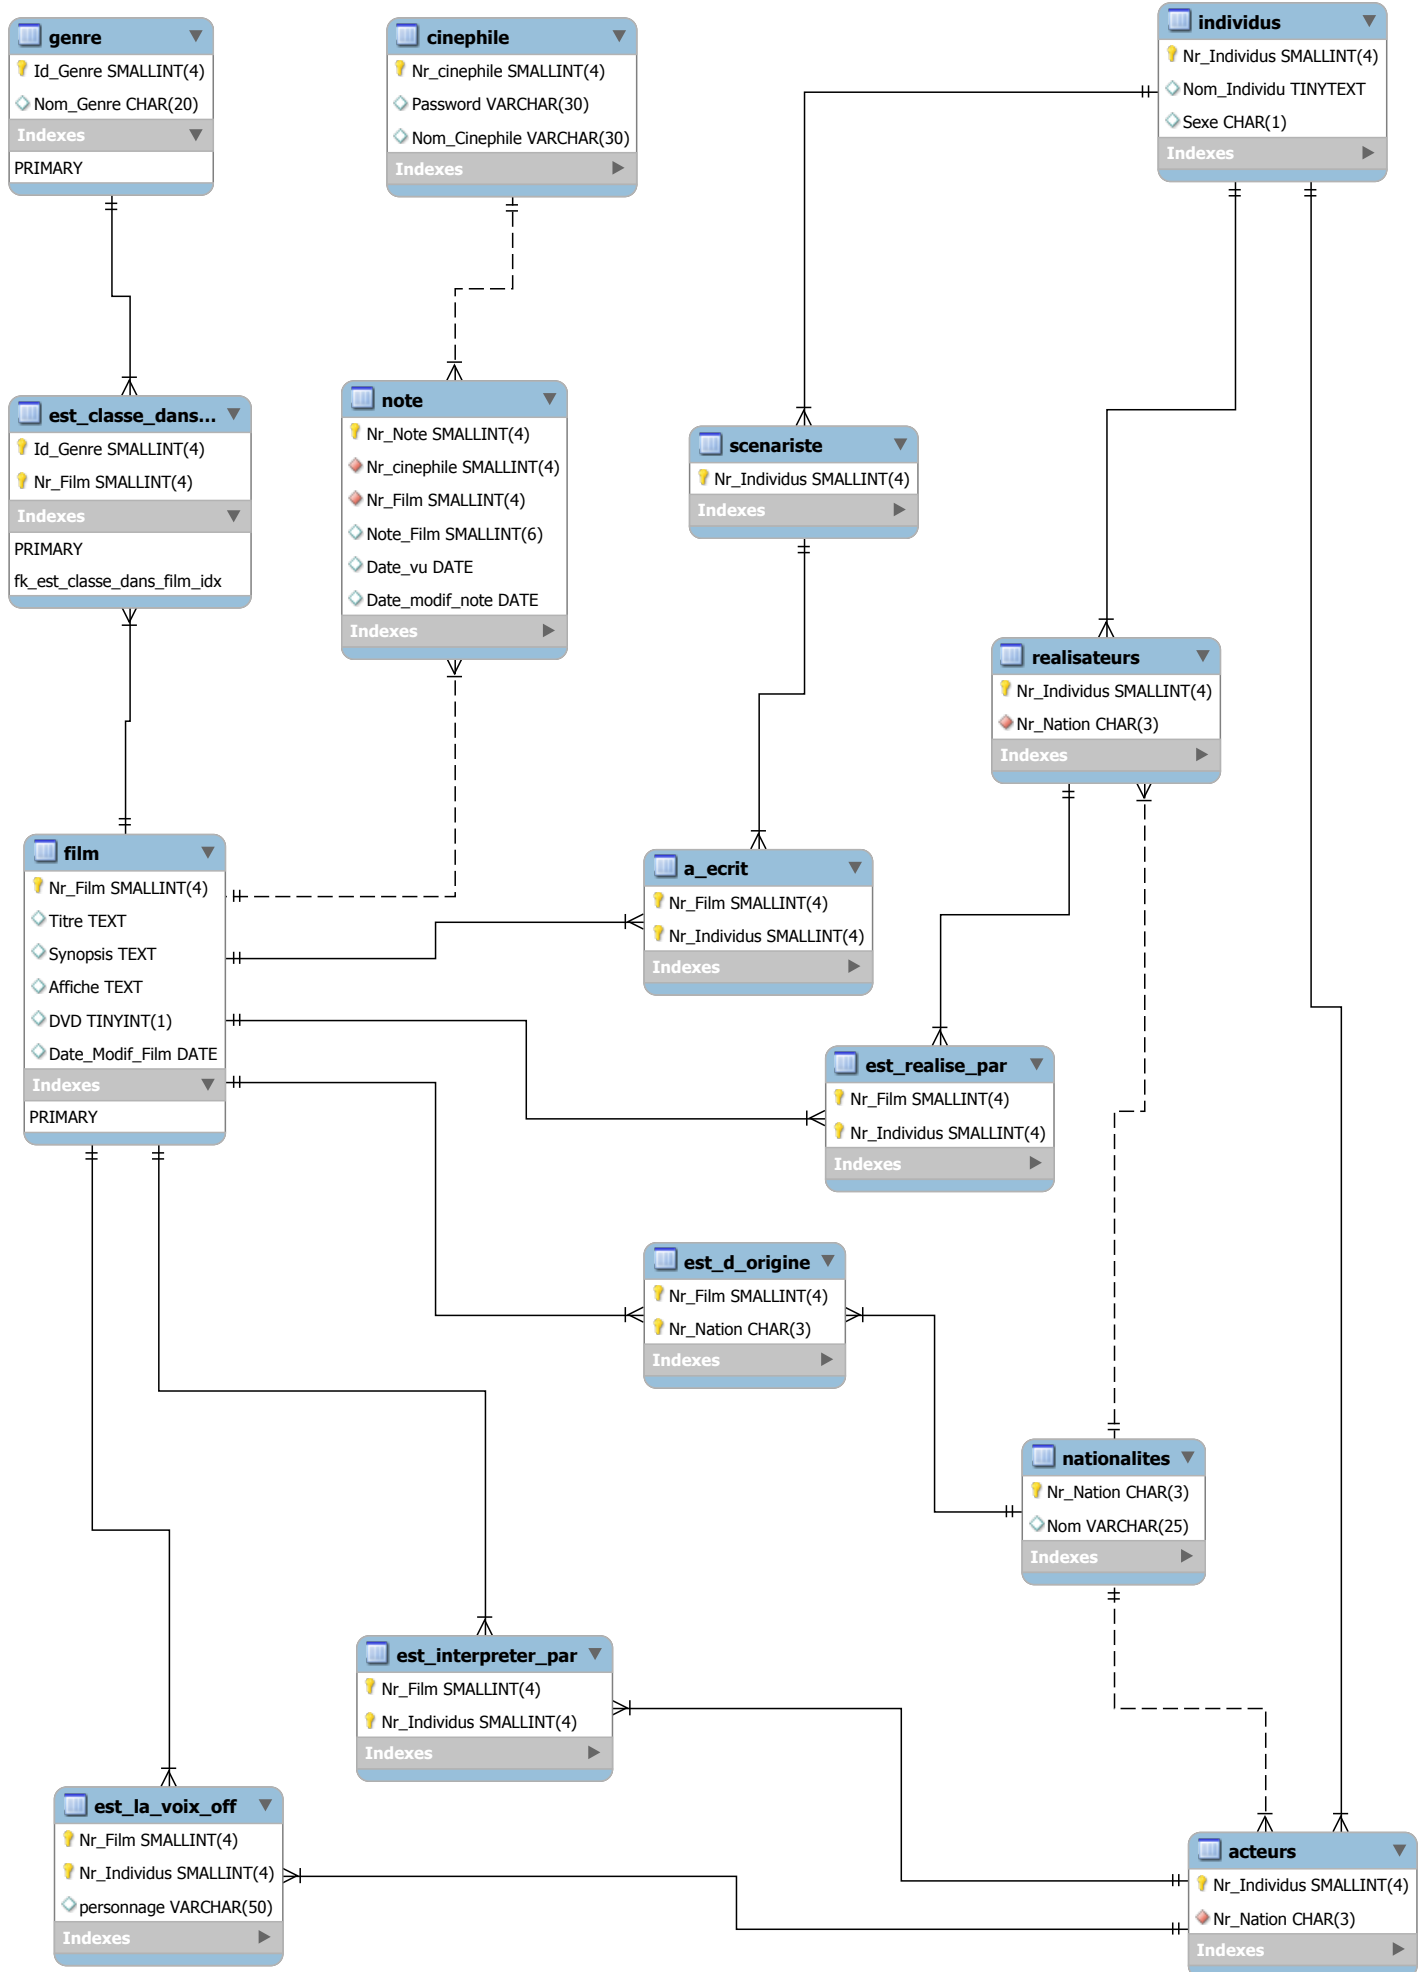 genre
Id_Genre SMALLINT(4)
Nom_Genre CHAR(20)
Indexes
PRIMARY
cinephile
Nr_cinephile SMALLINT(4)
Password VARCHAR(30)
Nom_Cinephile VARCHAR(30)
Indexes
individus
Nr_Individus SMALLINT(4)
Nom_Individu TINYTEXT
Sexe CHAR(1)
Indexes
est_classe_dans...
Id_Genre SMALLINT(4)
Nr_Film SMALLINT(4)
Indexes
PRIMARY
fk_est_classe_dans_film_idx
note
Nr_Note SMALLINT(4)
Nr_cinephile SMALLINT(4)
Nr_Film SMALLINT(4)
Note_Film SMALLINT(6)
Date_vu DATE
Date_modif_note DATE
Indexes
scenariste
Nr_Individus SMALLINT(4)
Indexes
realisateurs
Nr_Individus SMALLINT(4)
Nr_Nation CHAR(3)
Indexes
film
Nr_Film SMALLINT(4)
Titre TEXT
Synopsis TEXT
Affiche TEXT
DVD TINYINT(1)
Date_Modif_Film DATE
Indexes
PRIMARY
a_ecrit
Nr_Film SMALLINT(4)
Nr_Individus SMALLINT(4)
Indexes
est_realise_par
Nr_Film SMALLINT(4)
Nr_Individus SMALLINT(4)
Indexes
est_d_origine
Nr_Film SMALLINT(4)
Nr_Nation CHAR(3)
Indexes
nationalites
Nr_Nation CHAR(3)
Nom VARCHAR(25)
Indexes
est_interpreter_par
Nr_Film SMALLINT(4)
Nr_Individus SMALLINT(4)
Indexes
est_la_voix_off
Nr_Film SMALLINT(4)
Nr_Individus SMALLINT(4)
personnage VARCHAR(50)
Indexes
acteurs
Nr_Individus SMALLINT(4)
Nr_Nation CHAR(3)
Indexes